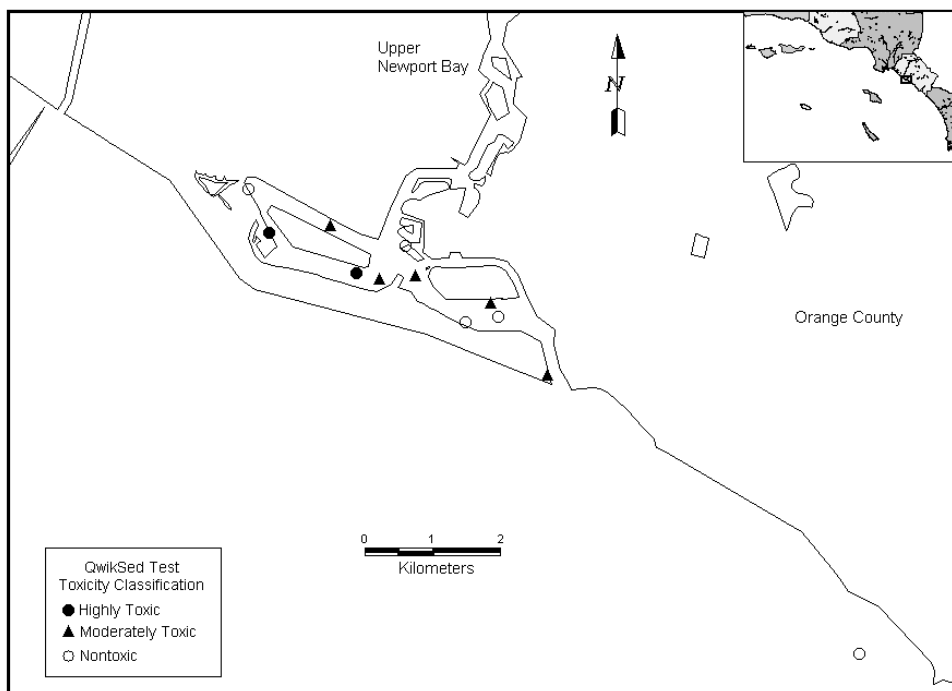 Upper
Newport Bay
N
Orange County
0 1 2
Kilometers
QwikSed Test
Toxicity Classification
Highly Toxic
Moderately Toxic
Nontoxic